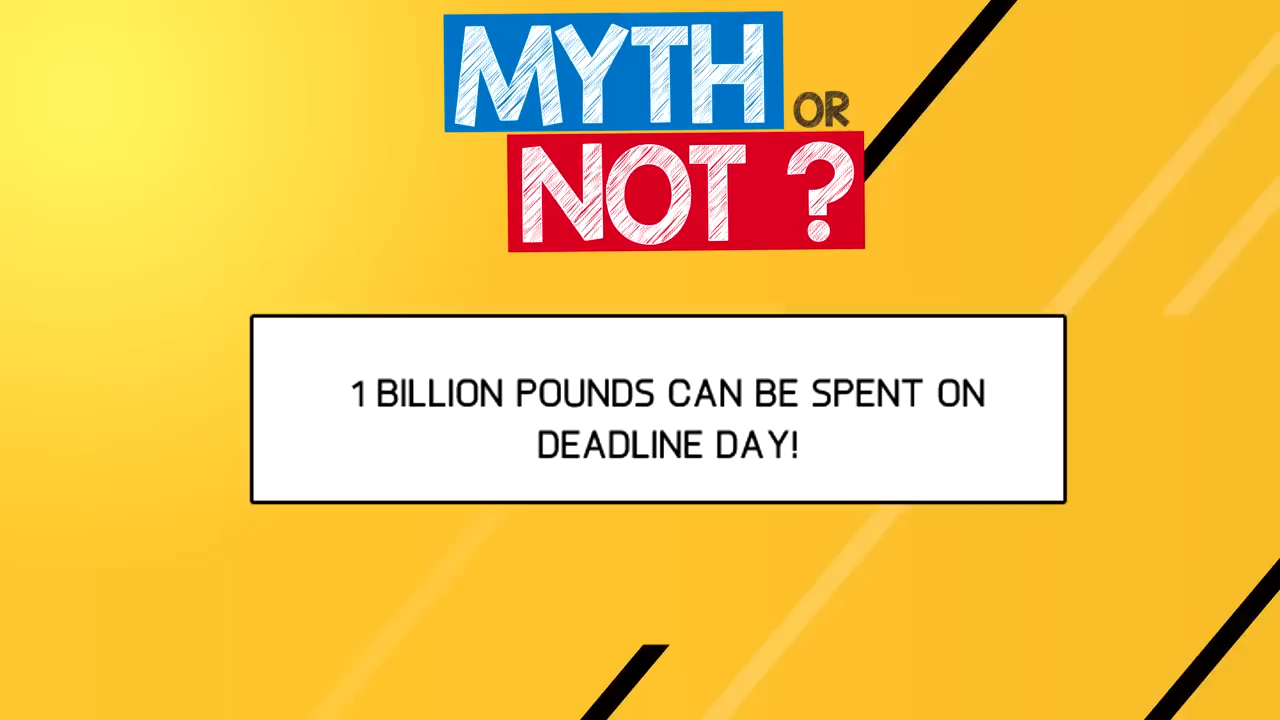 MYTH OR
NOT ?
1 BILLION POUNDS CAN BE SPENT ON
DEADLINE DAY!